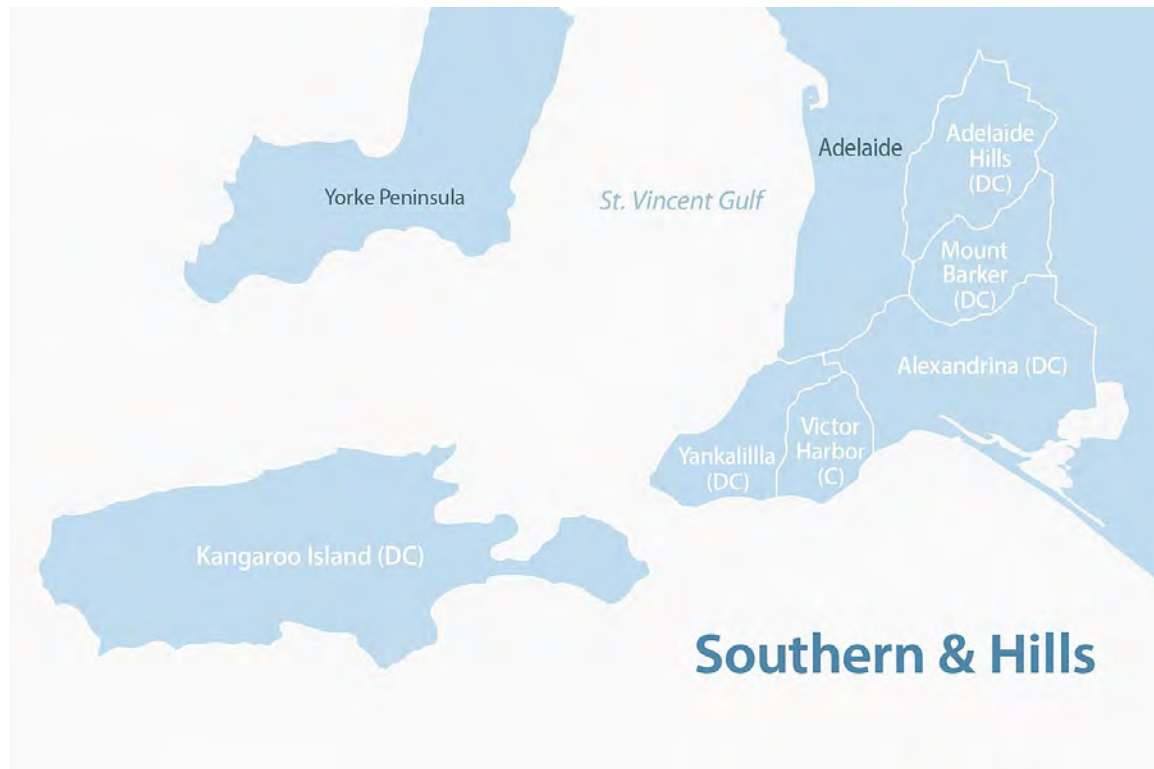 Adelaide
Adelaide
Hills
(DC)
Yorke Peninsula
St. Vincent Gulf
Mount
Barker
(DC)
Alexandrina (DC)
Yankalillla
(DC)
Victor
Harbor
(C)
Kangaroo Island (DC)
Southern & Hills